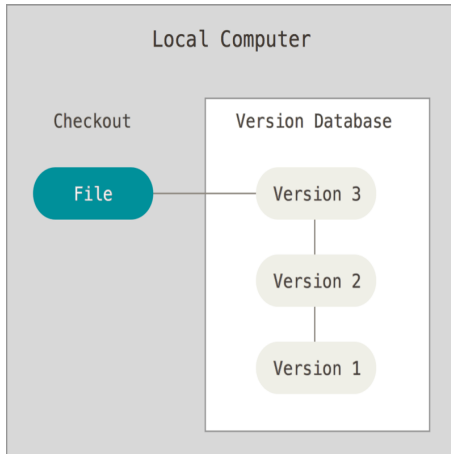 Local Computer
Checkout
Version Database
File
Version 3
Version 2
Version 1